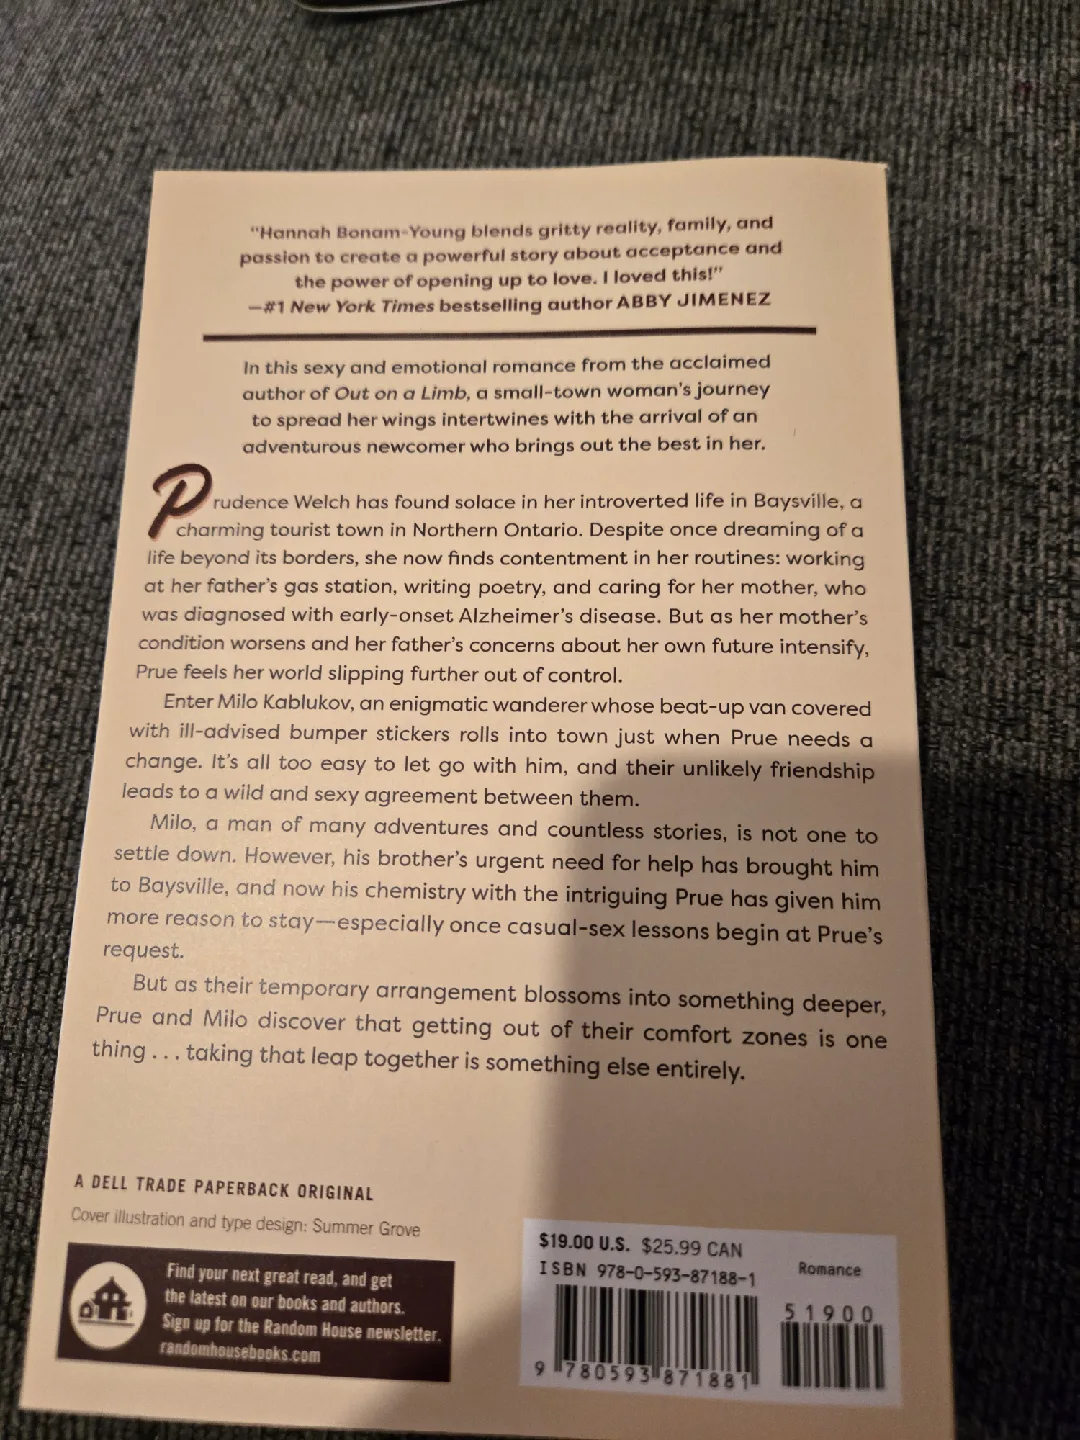 "Hannah Bonam-Young blends gritty reality, family, and
passion to create a powerful story about acceptance and
the power of opening up to love. I loved this!"
—#1 New York Times bestselling author ABBY JIMENEZ
In this sexy and emotional romance from the acclaimed
author of Out on a Limb, a small-town woman's journey
to spread her wings intertwines with the arrival of an
adventurous newcomer who brings out the best in her.
Prudence Welch has found solace in her introverted life in Baysville, a
charming tourist town in Northern Ontario. Despite once dreaming of a
life beyond its borders, she now finds contentment in her routines: working
at her father's gas station, writing poetry, and caring for her mother, who
was diagnosed with early-onset Alzheimer's disease. But as her mother's
condition worsens and her father's concerns about her own future intensify,
Prue feels her world slipping further out of control.
Enter Milo Kablukov, an enigmatic wanderer whose beat-up van covered
with ill-advised bumper stickers rolls into town just when Prue needs a
change. It's all too easy to let go with him, and their unlikely friendship
leads to a wild and sexy agreement between them.
Milo, a man of many adventures and countless stories, is not one to
settle down. However, his brother's urgent need for help has brought him
to Baysville, and now his chemistry with the intriguing Prue has given him
more reason to stay—especially once casual-sex lessons begin at Prue's
request.
But as their temporary arrangement blossoms into something deeper,
Prue and Milo discover that getting out of their comfort zones is one
thing . . . taking that leap together is something else entirely.
A DELL TRADE PAPERBACK ORIGINAL
Cover illustration and type design: Summer Grove
Find your next great read, and get
the latest on our books and authors.
Sign up for the Random House newsletter.
randomhousebooks.com
$19.00 U.S. $25.99 CAN
ISBN 978-0-593-87188-1
Romance
51900
9 780593 871881